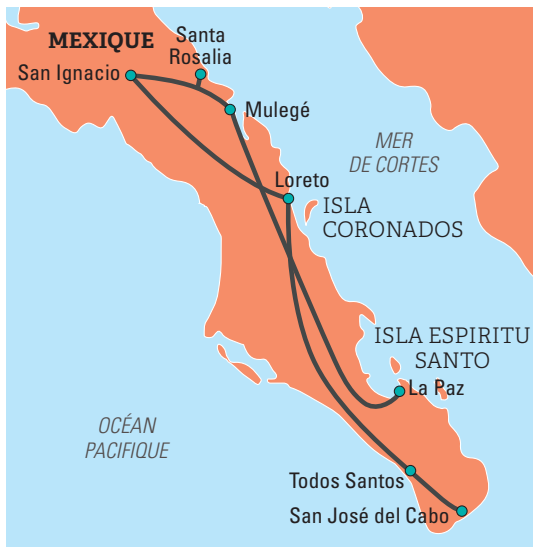 MEXIQUE
Santa
Rosalia
San Ignacio
Mulegé
MER
DE CORTES
Loreto
ISLA
CORONADOS
ISLA ESPIRITU
SANTO
La Paz
OCÉAN
PACIFIQUE
Todos Santos
San José del Cabo